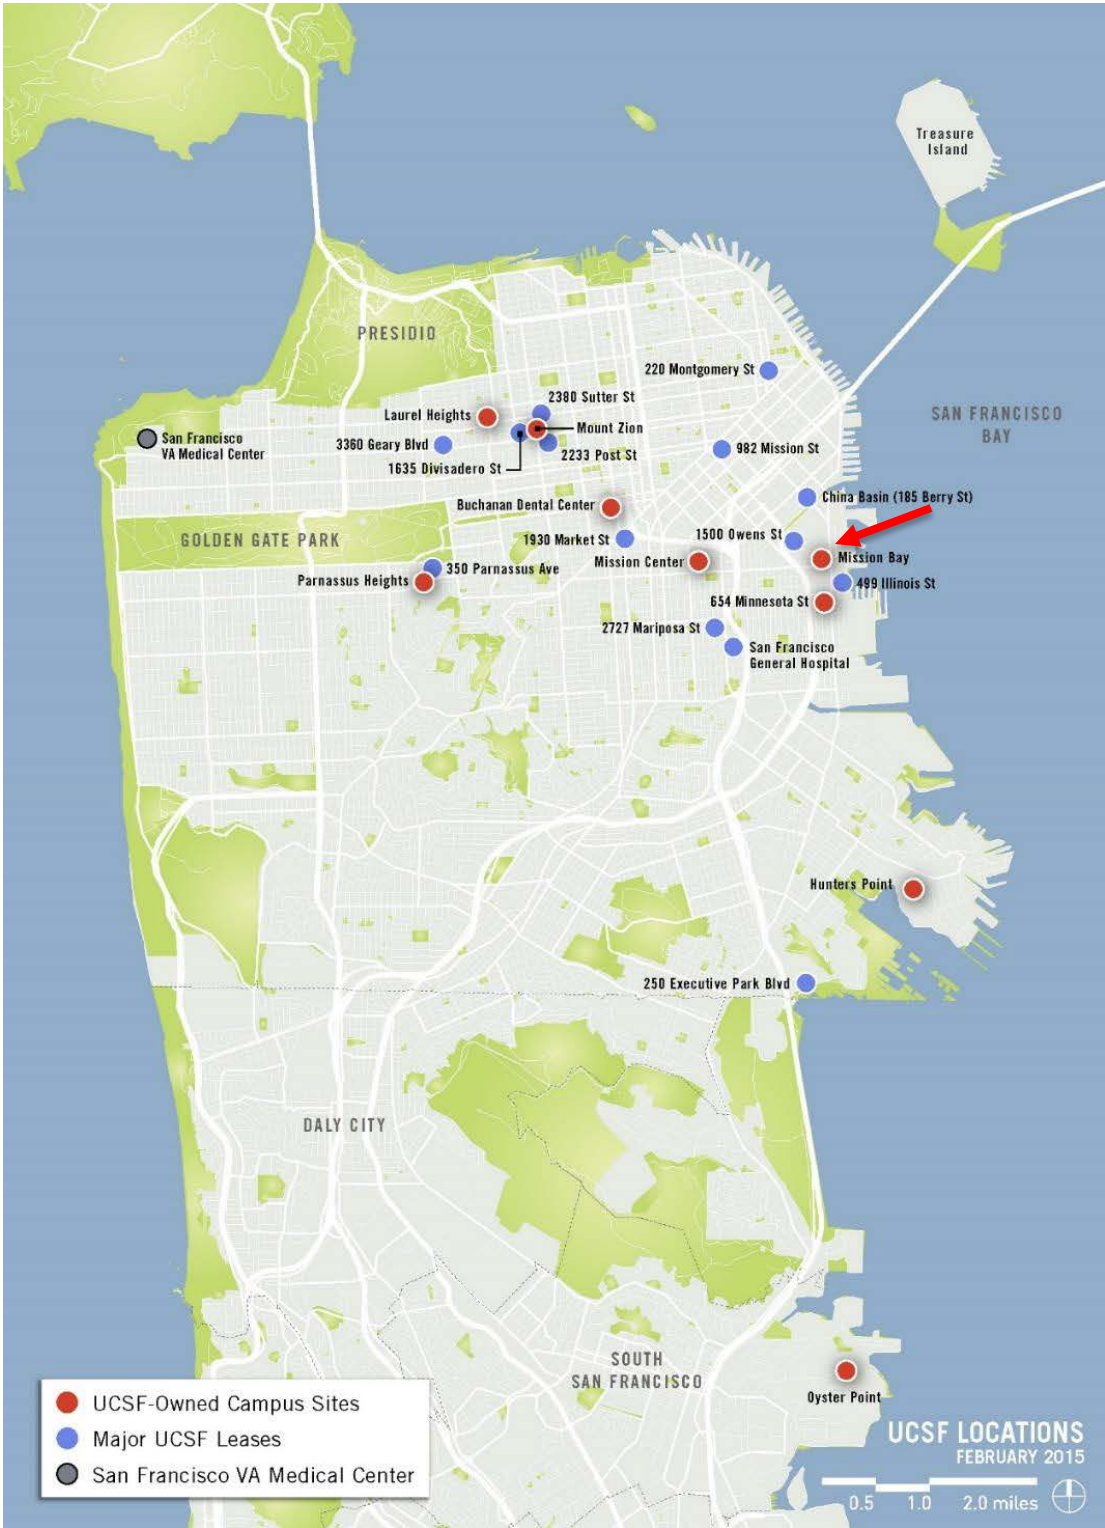 Treasure
Island
PRESIDIO
220 Montgomery St
2380 Sutter St
Laurel Heights
SAN FRANCISCO
BAY
Mount Zion
San Francisco
VA Medical Center
3360 Geary Blvd
2233 Post St
982 Mission St
1635 Divisadero St
China Basin (185 Berry St)
Buchanan Dental Center
GOLDEN GATE PARK
1930 Market St
1500 Owens St
Mission Center
Mission Bay
350 Parnassus Ave
Parnassus Heights
499 Illinois St
654 Minnesota St
2727 Mariposa St
San Francisco
General Hospital
Hunters Point
250 Executive Park Blvd
DALY CITY
SOUTH
SAN FRANCISCO
Oyster Point
UCSF-Owned Campus Sites
Major UCSF Leases
San Francisco VA Medical Center
UCSF LOCATIONS
FEBRUARY 2015
0.5 1.0 2.0 miles